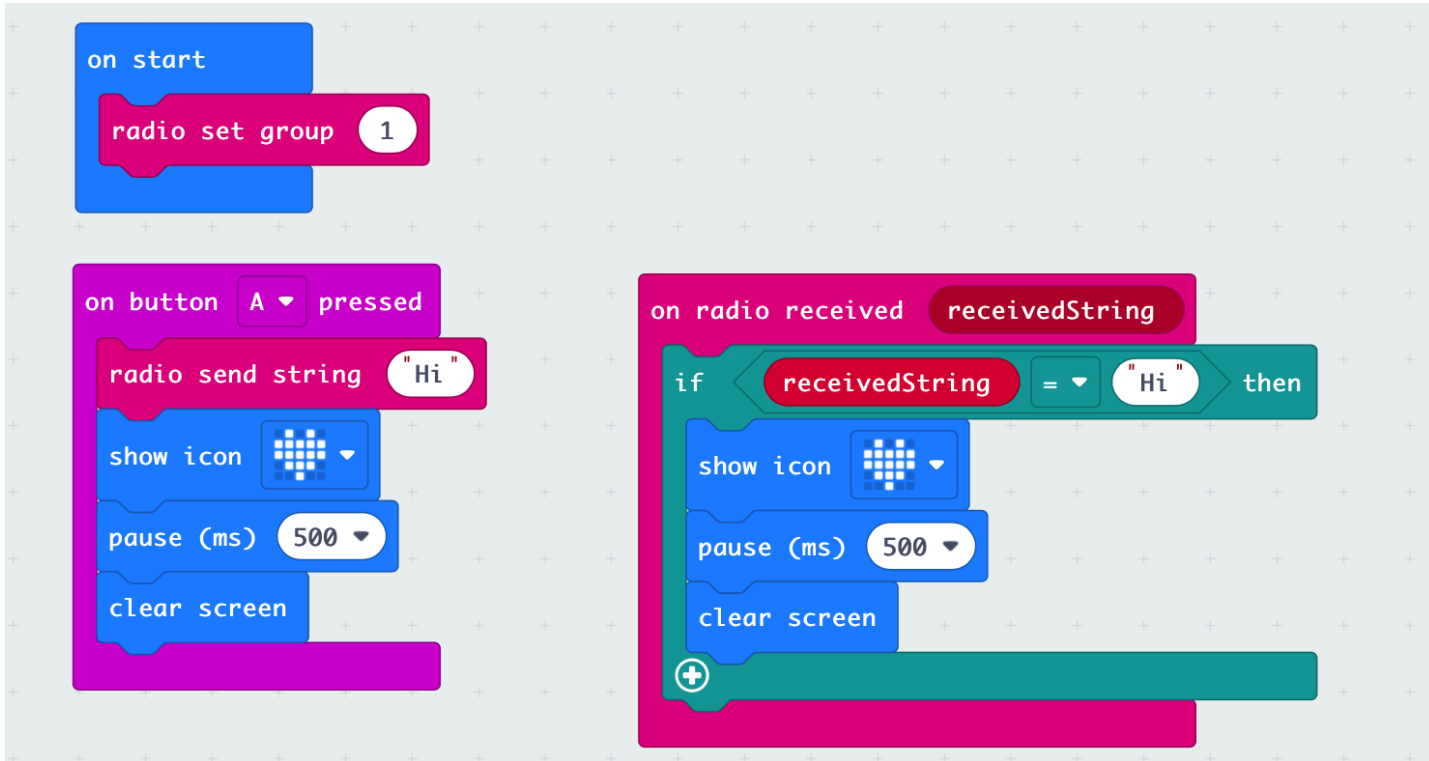 on start
radio set group 1
on button A pressed
radio send string "Hi"
show icon
pause (ms) 500
clear screen
on radio received receivedString
if receivedString = "Hi" then
show icon
pause (ms) 500
clear screen